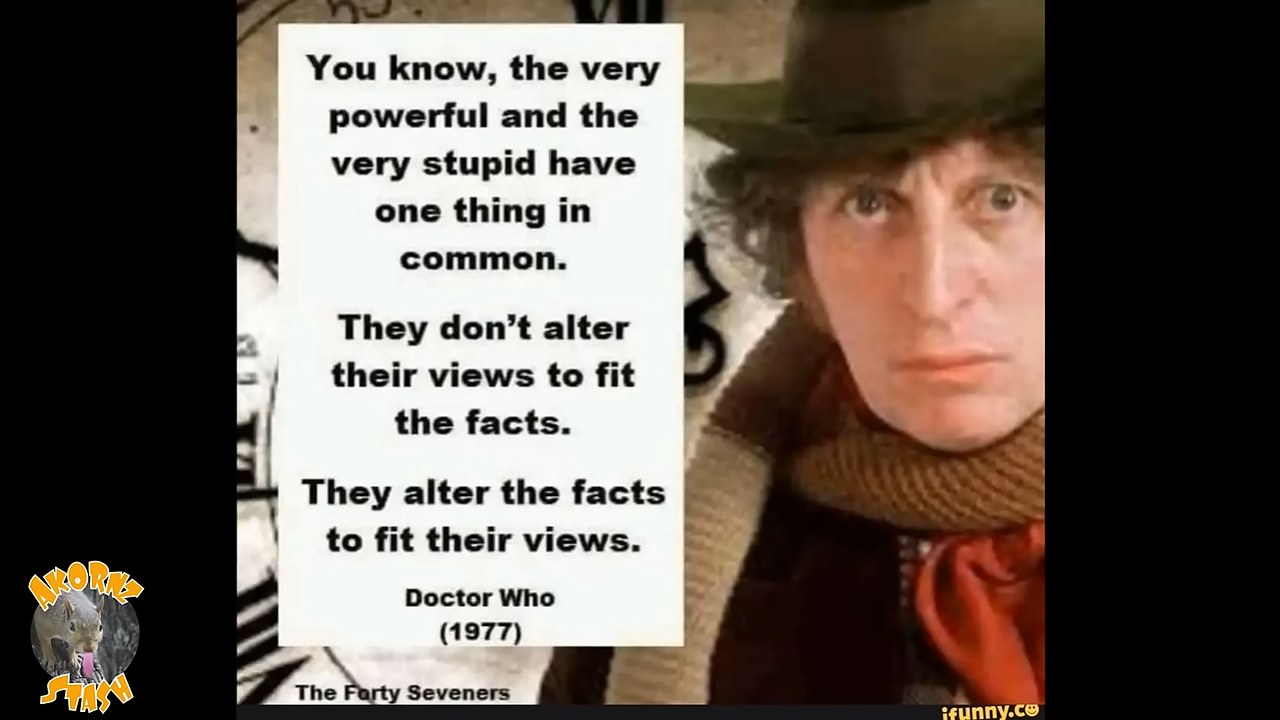 VII
You know, the very
powerful and the
very stupid have
one thing in
common.
They don't alter
their views to fit
the facts.
They alter the facts
to fit their views.
Doctor Who
(1977)
The Forty Seveners
ifunny.co
AKORNZ
STASH